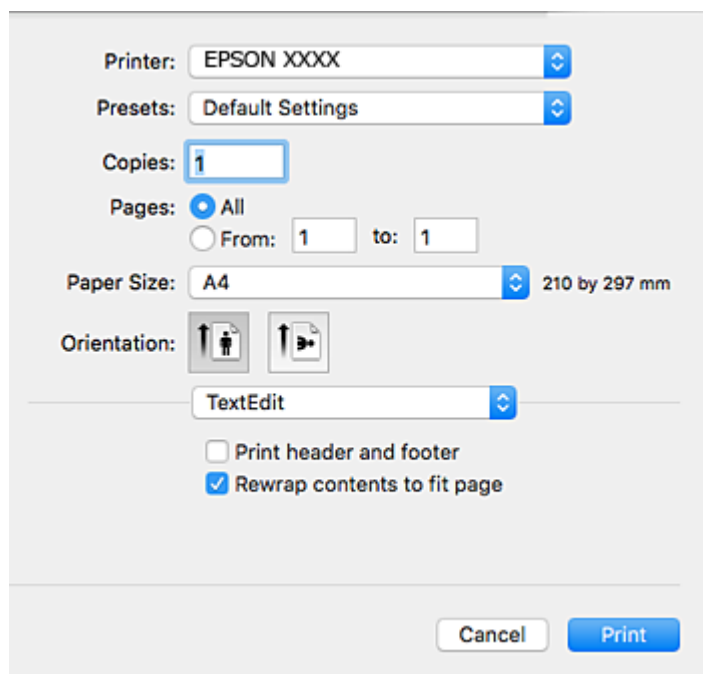 Printer: EPSON XXXX
Presets: Default Settings
Copies: 1
Pages: All
From: 1 to: 1
Paper Size: A4 210 by 297 mm
Orientation:
TextEdit
Print header and footer
Rewrap contents to fit page
Cancel Print